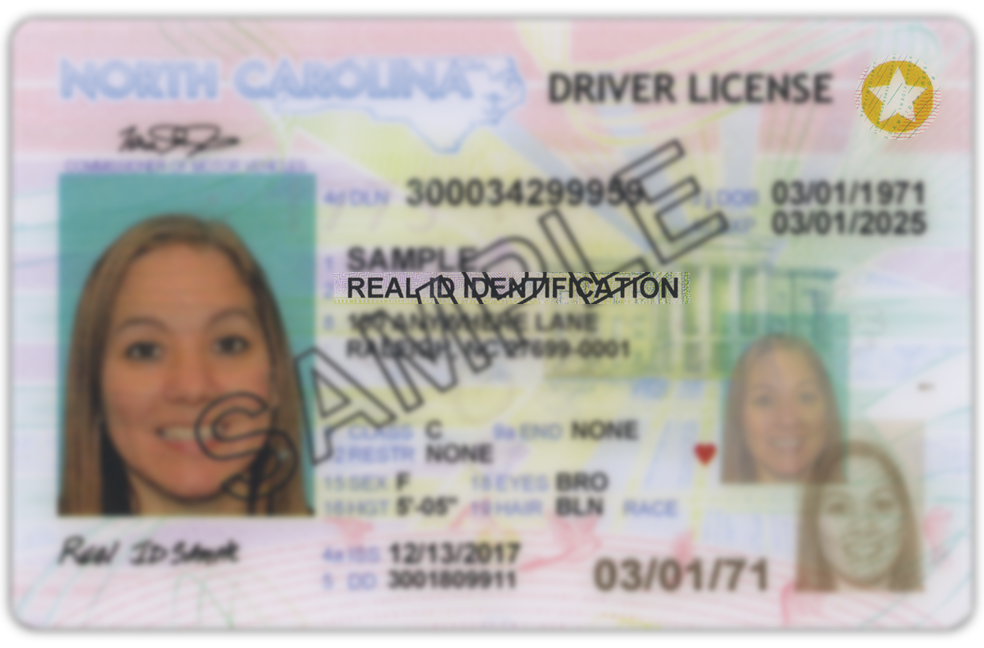 NORTH CAROLINA DRIVER LICENSE
COMMISSIONER OF MOTOR VEHICLES
4d DLN 300034299959 3 DOB 03/01/1971
EXP 03/01/2025
1 SAMPLE
2 REAL ID IDENTIFICATION
8 ANYWHERE LANE
RALEIGH, NC 27699-0001
SAMPLE
9 CLASS C 9a END NONE
12 RESTR NONE
15 SEX F 18 EYES BRO
16 HGT 5'-05" 19 HAIR BLN RACE
Real ID Sample
4a ISS 12/13/2017
5 DD 3001809911
03/01/71